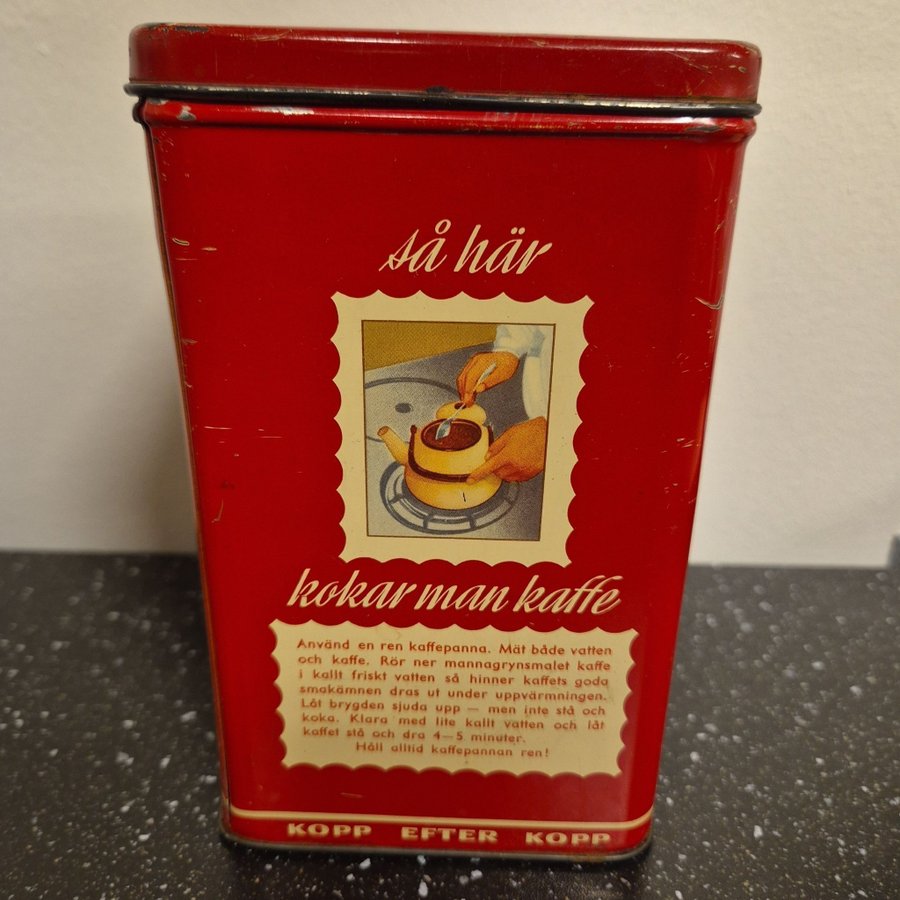 så här
kokar man kaffe
Använd en ren kaffepanna. Mät både vatten
och kaffe. Rör ner mannagrynsmalet kaffe
i kallt friskt vatten så hinner kaffets goda
smakämnen dras ut under uppvärmningen.
Låt brygden sjuda upp — men inte stå och
koka. Klara med lite kallt vatten och låt
kaffet stå och dra 4—5 minuter.
Håll alltid kaffepannan ren!
KOPP EFTER KOPP